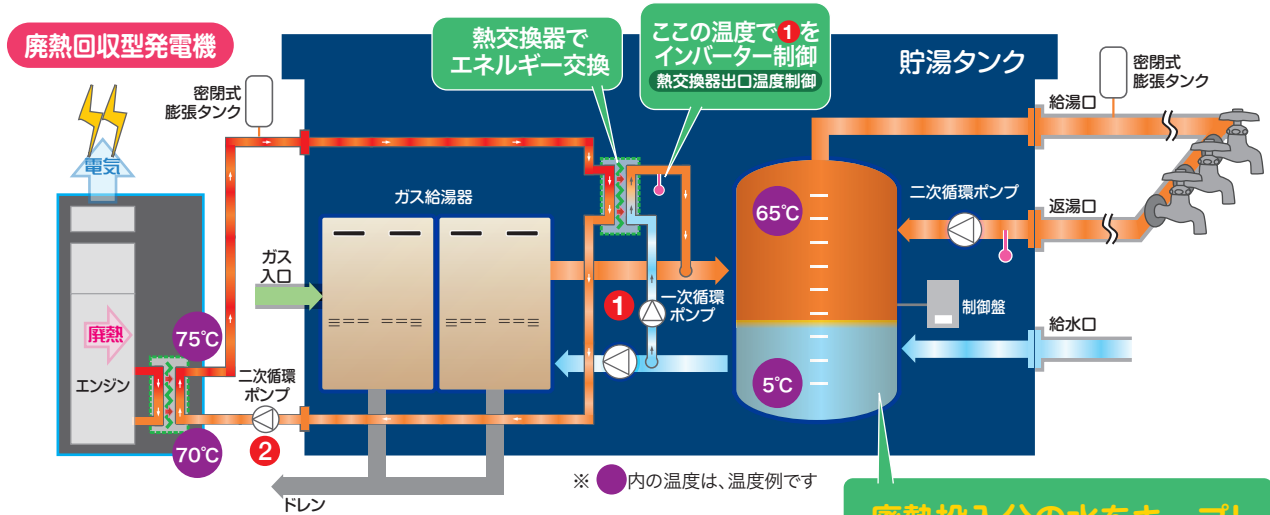 廃熱回収型発電機
熱交換器で
エネルギー交換
ここの温度で❶を
インバーター制御
熱交換器出口温度制御
貯湯タンク
密閉式
膨張タンク
密閉式
膨張タンク
給湯口
電気
ガス給湯器
65℃
二次循環ポンプ
返湯口
ガス
入口
❶
一次循環
ポンプ
制御盤
廃熱
75℃
給水口
エンジン
二次循環
ポンプ
5℃
70℃
❷
※ 内の温度は、温度例です
ドレン